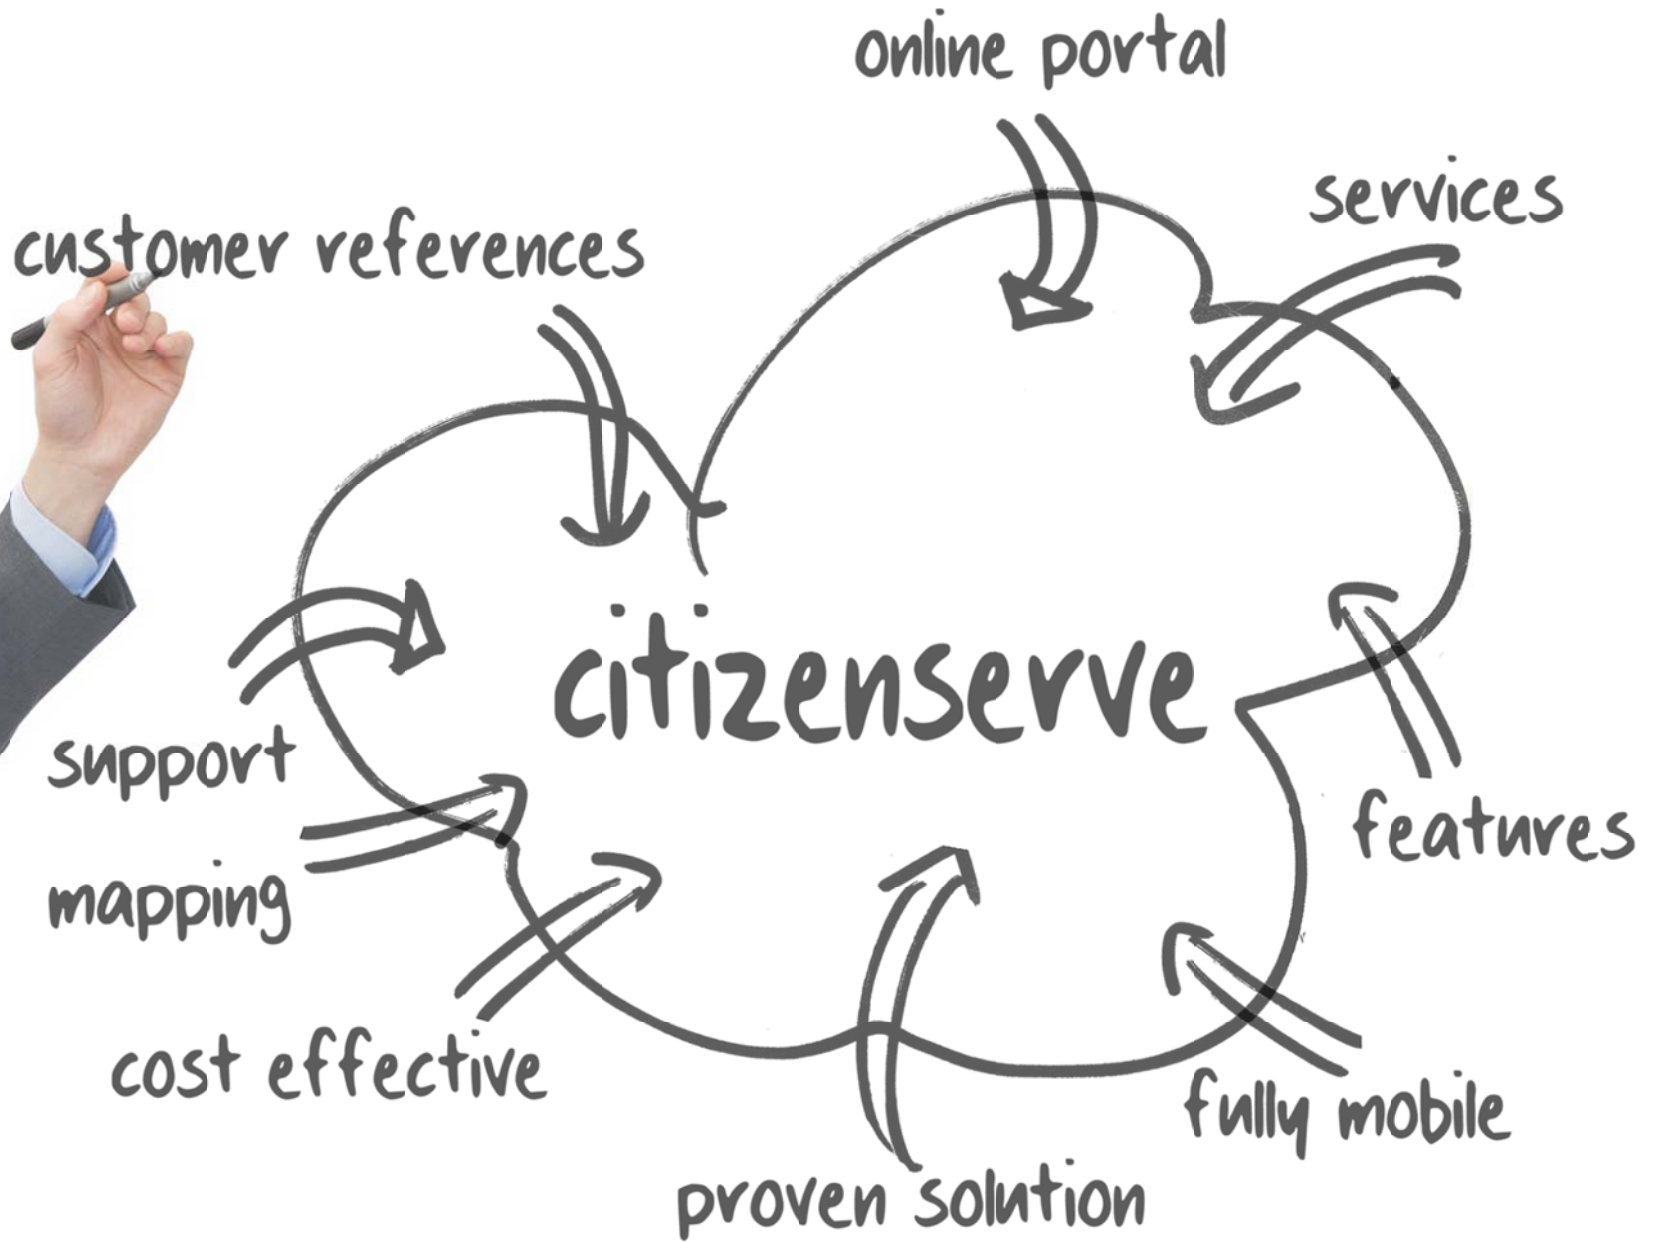 online portal
services
customer references
citizenserve
support
features
mapping
cost effective
fully mobile
proven solution